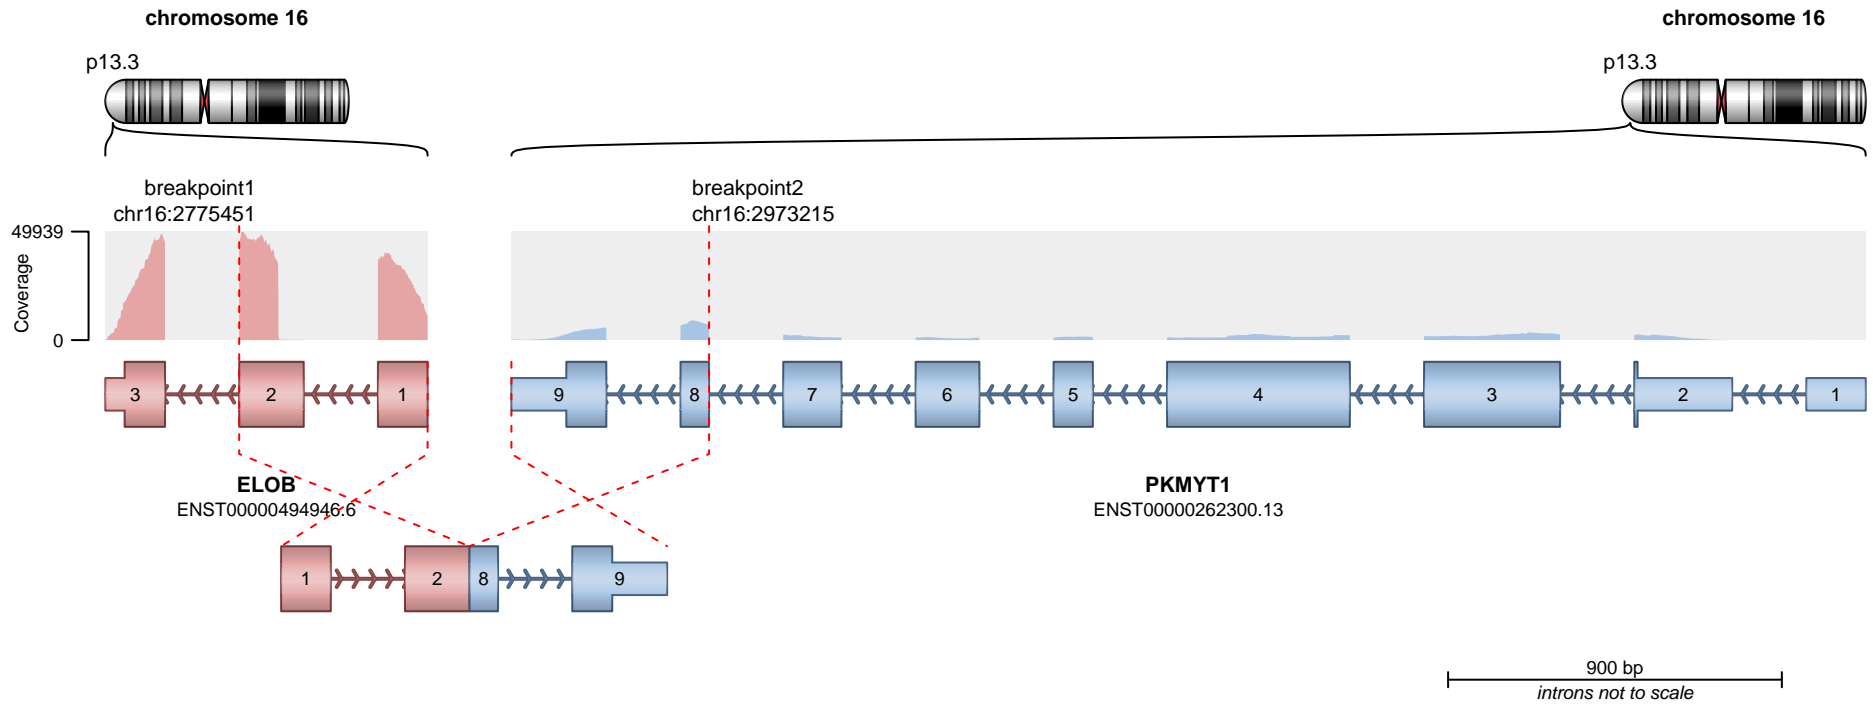 chromosome 16
chromosome 16
p13.3
p13.3
breakpoint1
chr16:2775451
breakpoint2
chr16:2973215
49939
Coverage
0
3
2
1
9
8
7
6
5
4
3
2
1
ELOB
ENST00000494946.6
PKMYT1
ENST00000262300.13
1
2
8
9
900 bp
introns not to scale